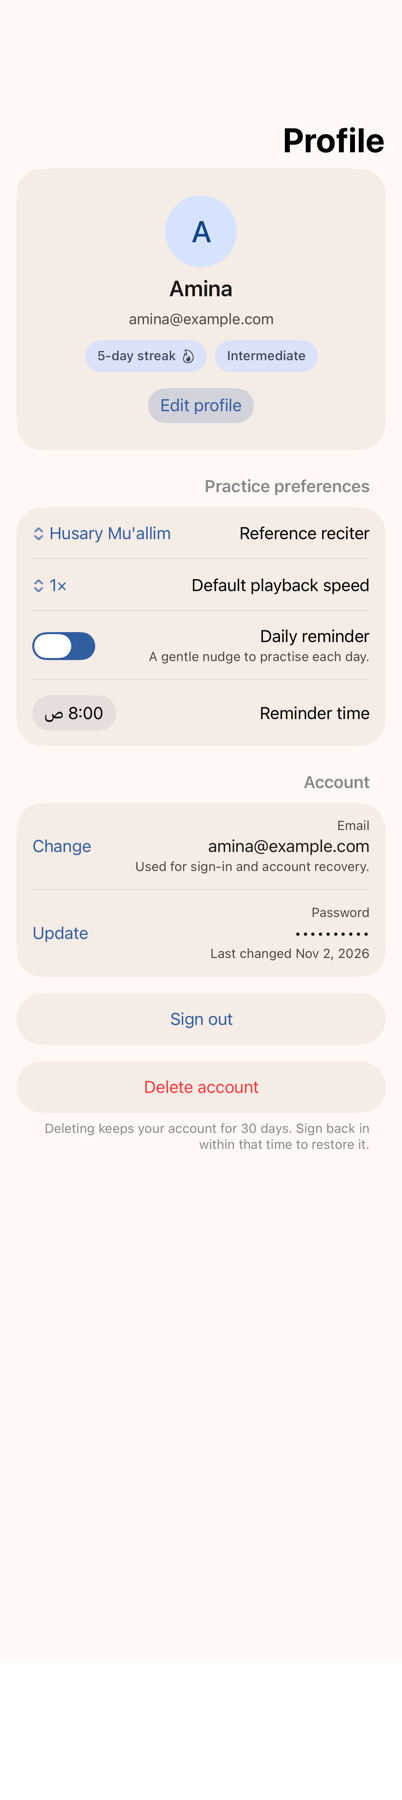 Profile
A
Amina
amina@example.com
5-day streak
Intermediate
Edit profile
Practice preferences
Reference reciter
Husary Mu'allim
Default playback speed
1×
Daily reminder
A gentle nudge to practise each day.
Reminder time
8:00 ص
Account
Email
amina@example.com
Change
Used for sign-in and account recovery.
Password
••••••••••
Update
Last changed Nov 2, 2026
Sign out
Delete account
Deleting keeps your account for 30 days. Sign back in
within that time to restore it.